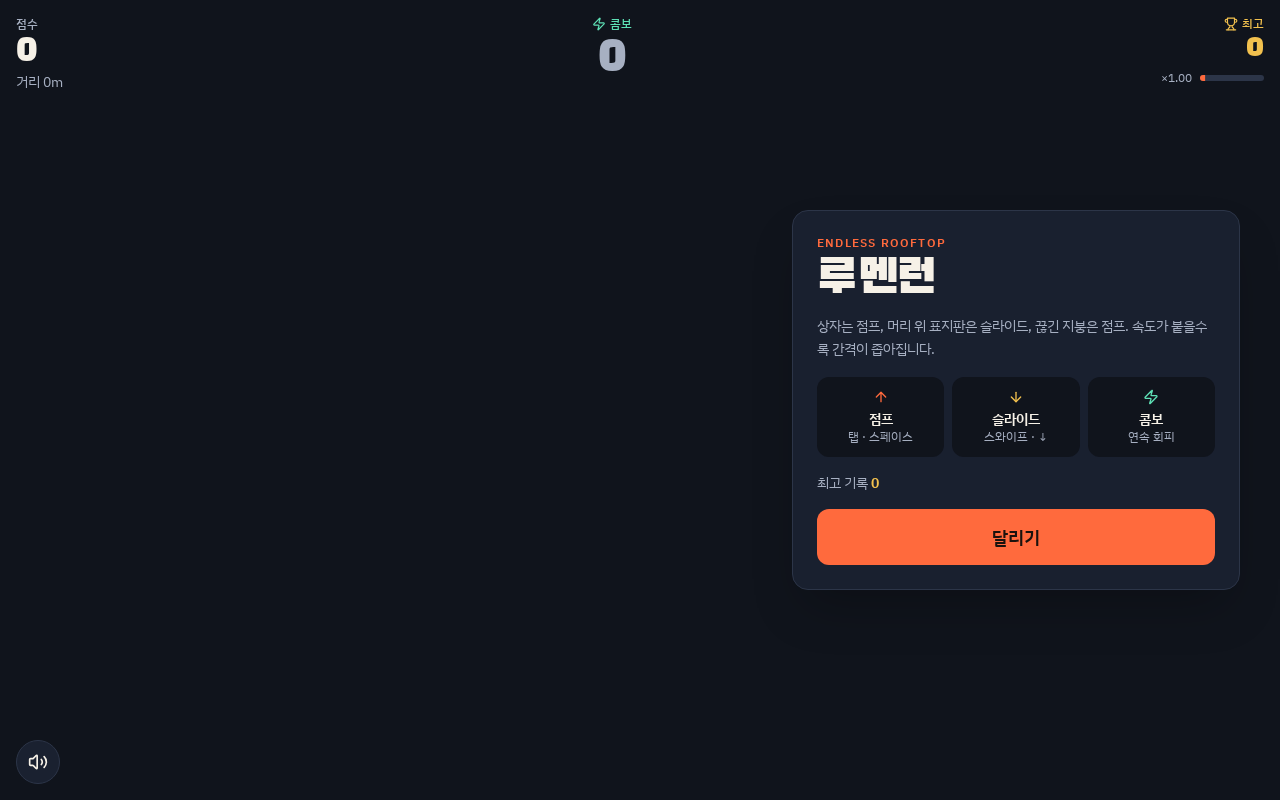 점수
0
거리 0m
콤보
0
최고
0
×1.00
ENDLESS ROOFTOP
루멘런
상자는 점프, 머리 위 표지판은 슬라이드, 끊긴 지붕은 점프. 속도가 붙을수
록 간격이 좁아집니다.
점프
탭 · 스페이스
슬라이드
스와이프 · ↓
콤보
연속 회피
최고 기록 0
달리기